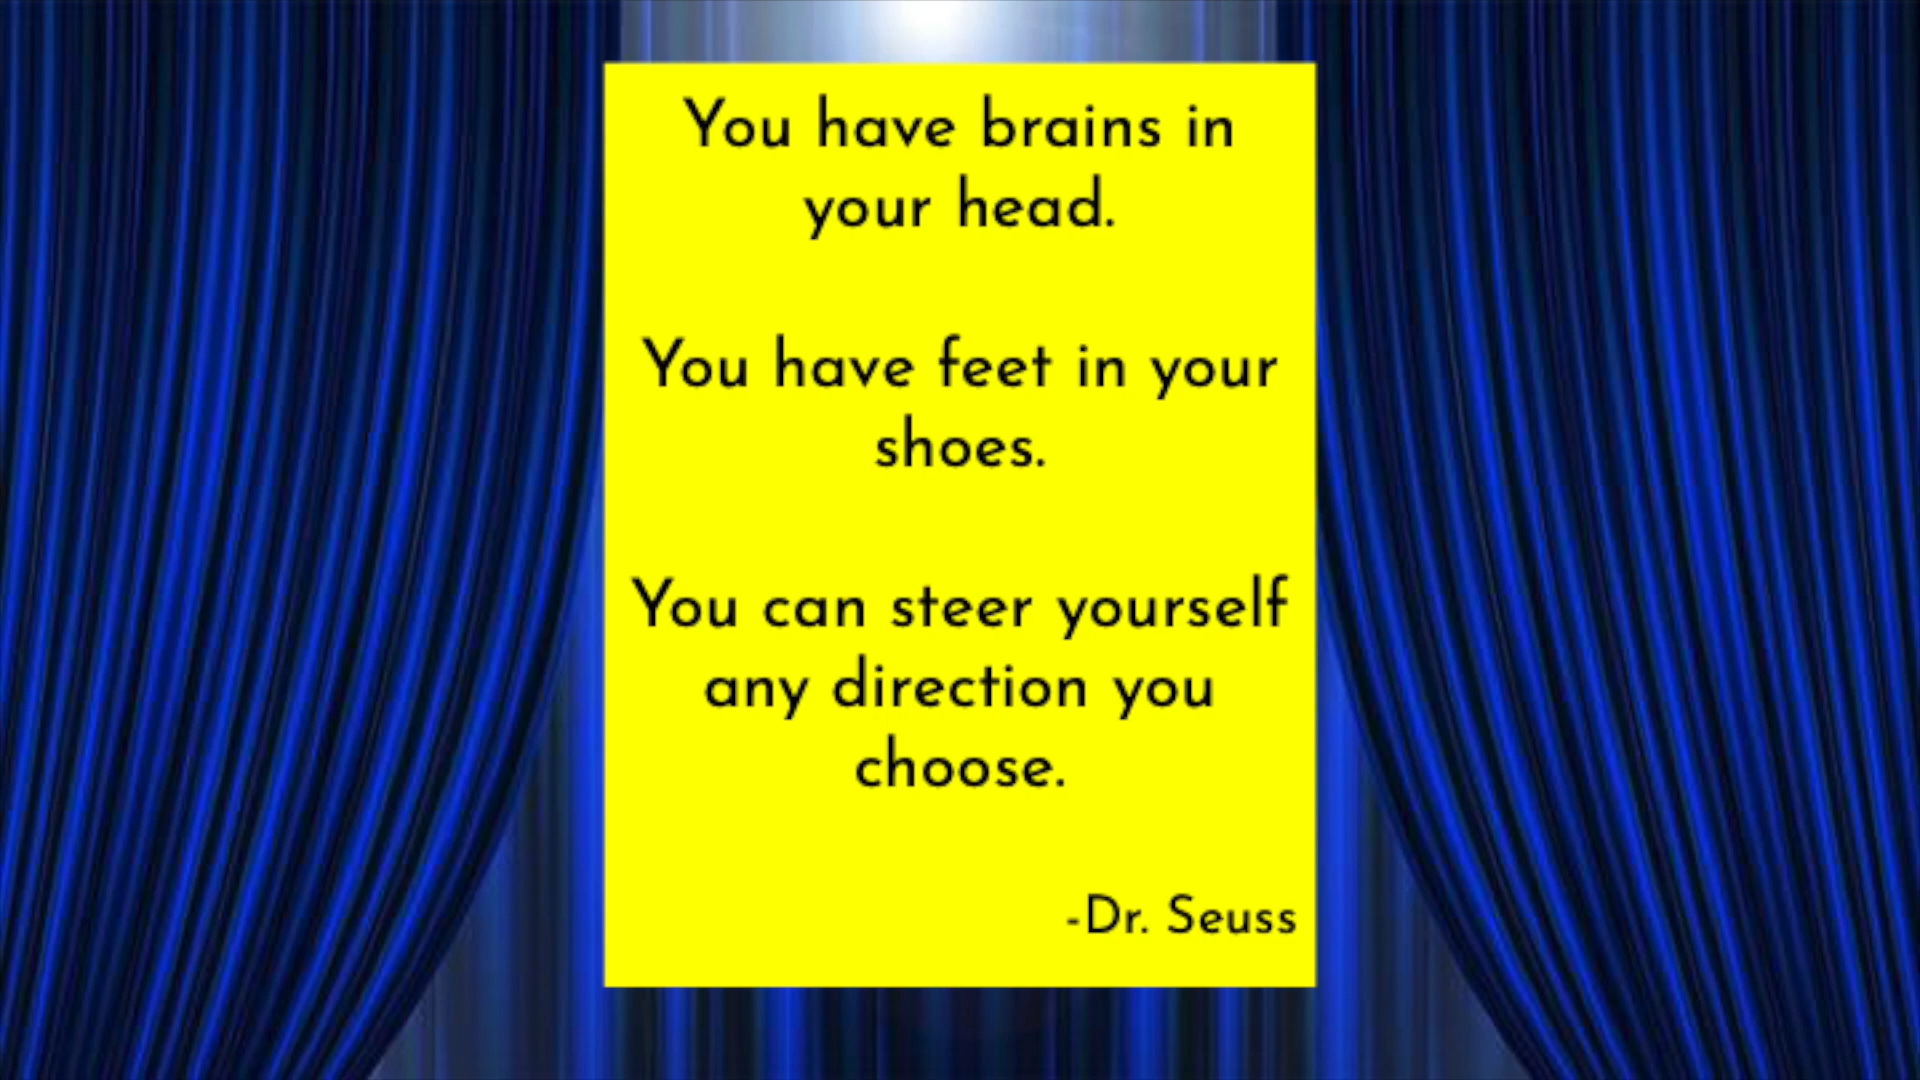 You have brains in
your head.
You have feet in your
shoes.
You can steer yourself
any direction you
choose.
-Dr. Seuss